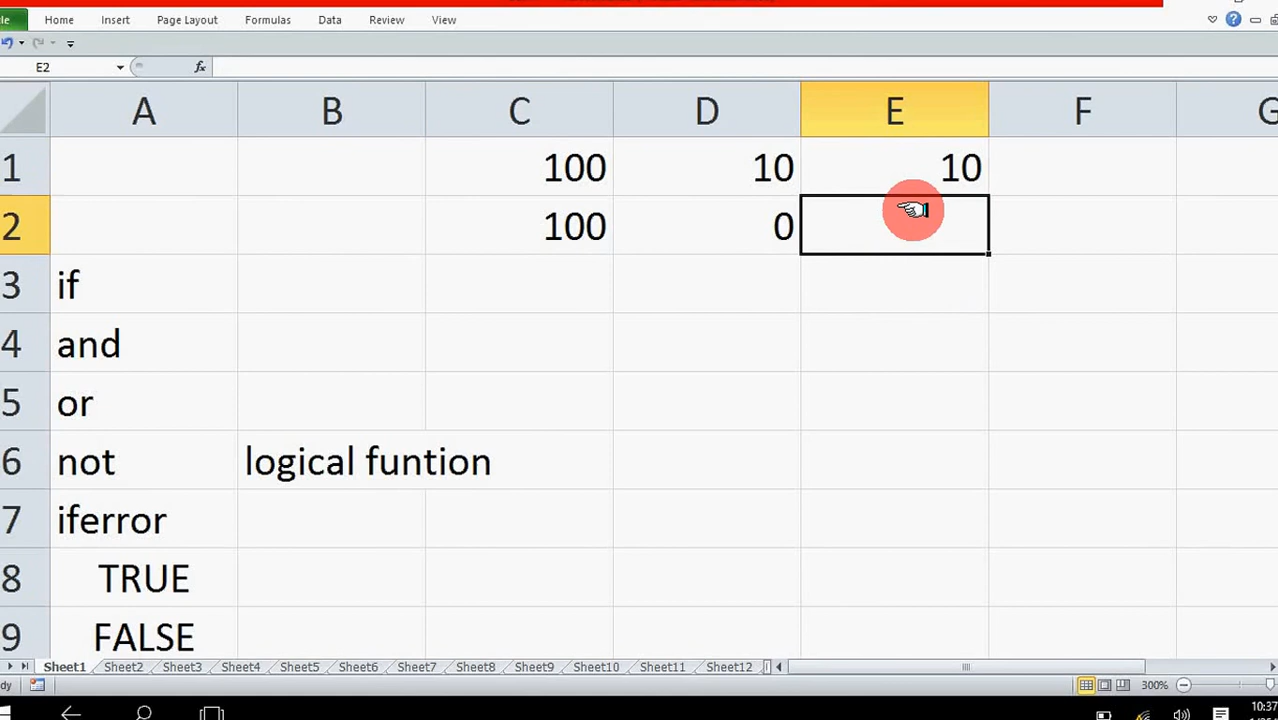 Home Insert Page Layout Formulas Data Review View
E2 fx
A B C D E F G
1 100 10 10
2 100 0
3 if
4 and
5 or
6 not logical funtion
7 iferror
8 TRUE
9 FALSE
Sheet1 Sheet2 Sheet3 Sheet4 Sheet5 Sheet6 Sheet7 Sheet8 Sheet9 Sheet10 Sheet11 Sheet12
300%
10:37